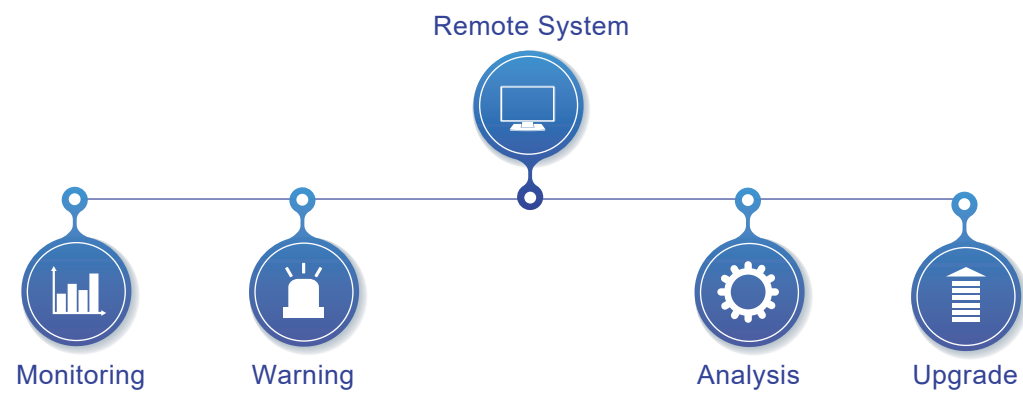 Remote System
Monitoring
Warning
Analysis
Upgrade